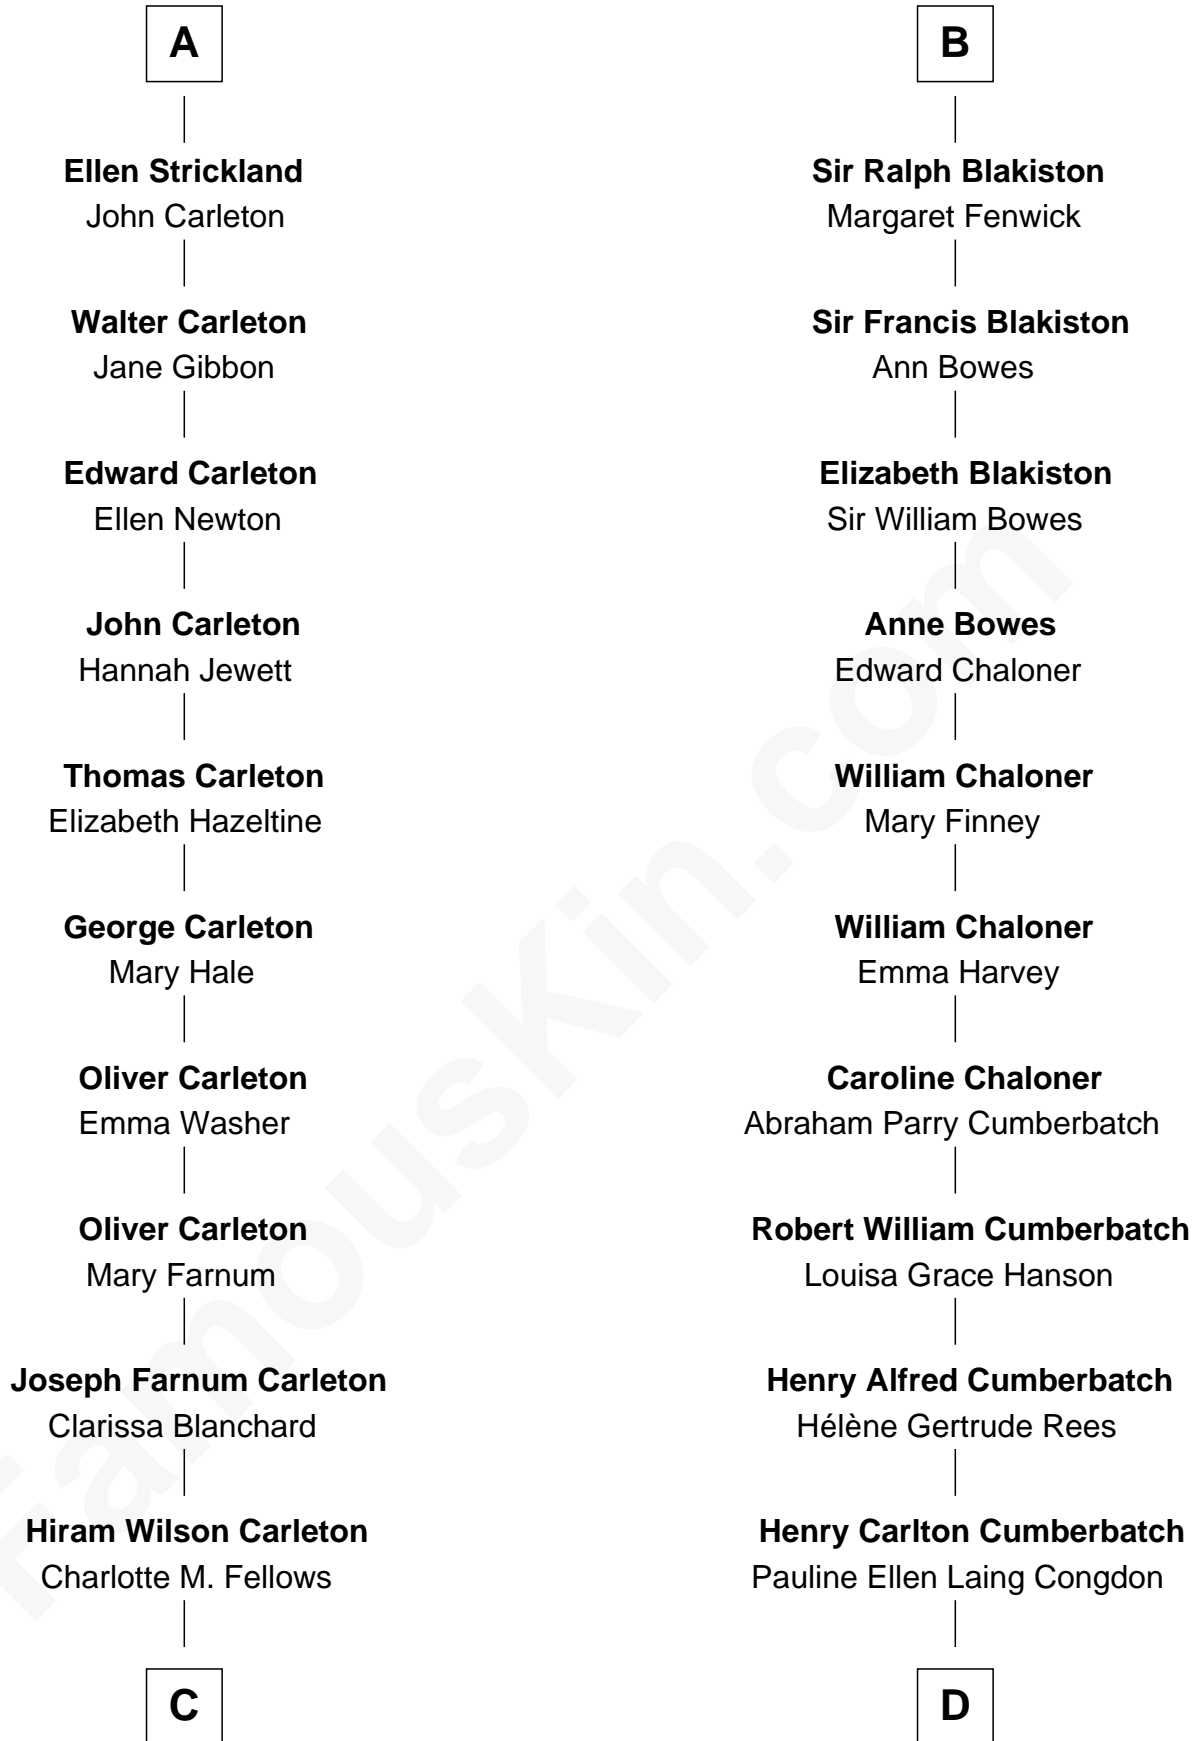 A
Ellen Strickland
John Carleton
Walter Carleton
Jane Gibbon
Edward Carleton
Ellen Newton
John Carleton
Hannah Jewett
Thomas Carleton
Elizabeth Hazeltine
George Carleton
Mary Hale
Oliver Carleton
Emma Washer
Oliver Carleton
Mary Farnum
Joseph Farnum Carleton
Clarissa Blanchard
Hiram Wilson Carleton
Charlotte M. Fellows
C
B
Sir Ralph Blakiston
Margaret Fenwick
Sir Francis Blakiston
Ann Bowes
Elizabeth Blakiston
Sir William Bowes
Anne Bowes
Edward Chaloner
William Chaloner
Mary Finney
William Chaloner
Emma Harvey
Caroline Chaloner
Abraham Parry Cumberbatch
Robert William Cumberbatch
Louisa Grace Hanson
Henry Alfred Cumberbatch
Hélène Gertrude Rees
Henry Carlton Cumberbatch
Pauline Ellen Laing Congdon
D
FamousKin.com